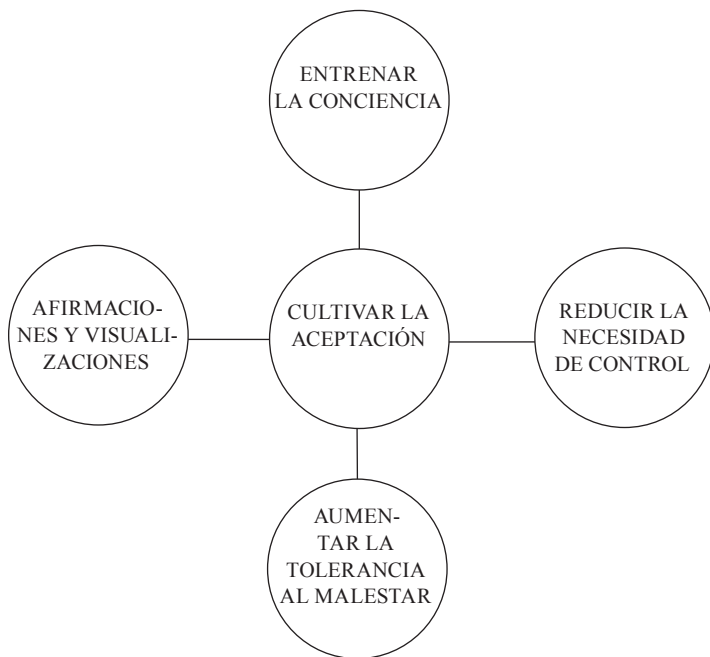 ENTRENAR
LA CONCIENCIA
AFIRMACIO-
NES Y VISUALI-
ZACIONES
CULTIVAR LA
ACEPTACIÓN
REDUCIR LA
NECESIDAD
DE CONTROL
AUMEN-
TAR LA
TOLERANCIA
AL MALESTAR